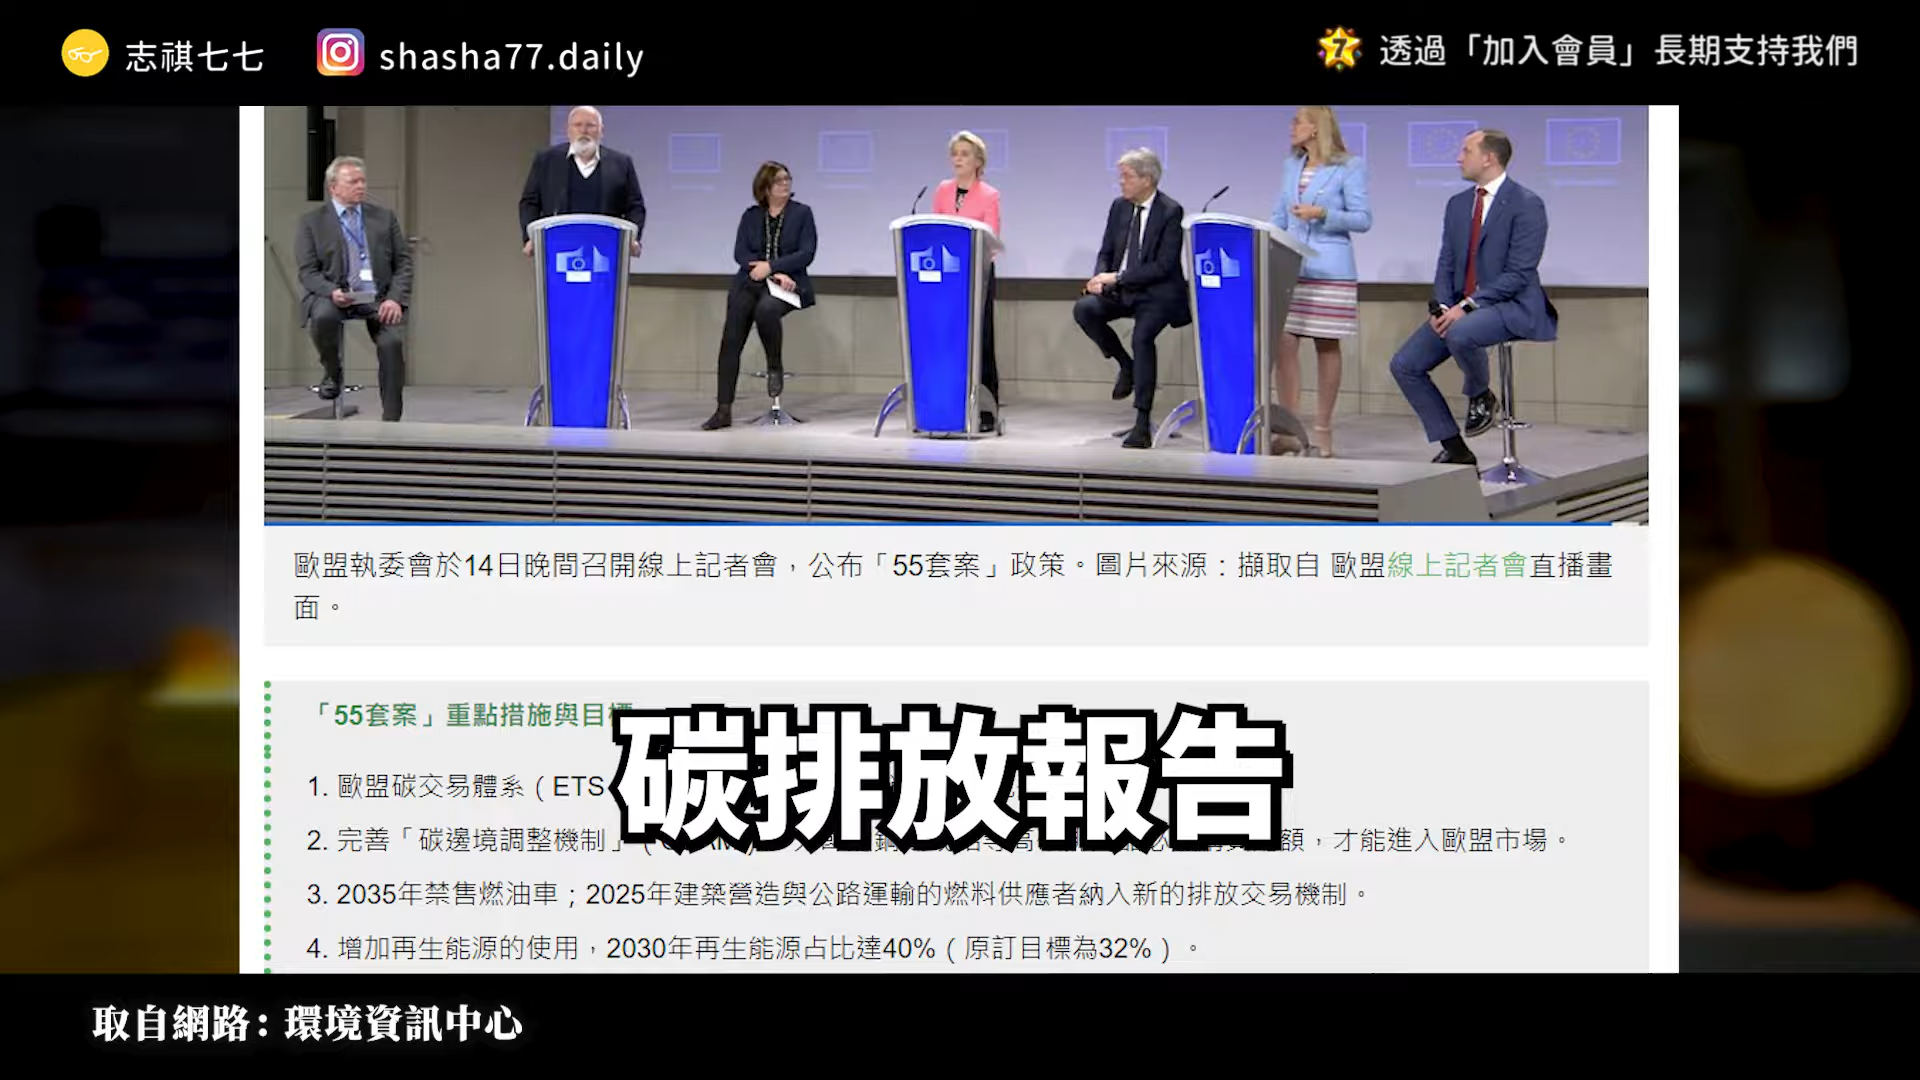 志祺七七 shasha77.daily 7 透過「加入會員」長期支持我們
歐盟執委會於14日晚間召開線上記者會，公布「55套案」政策。圖片來源：擷取自 歐盟線上記者會直播畫
面。
「55套案」重點措施與目標
碳排放報告
1. 歐盟碳交易體系（ETS
2. 完善「碳邊境調整機制」 額，才能進入歐盟市場。
3. 2035年禁售燃油車；2025年建築營造與公路運輸的燃料供應者納入新的排放交易機制。
4. 增加再生能源的使用，2030年再生能源占比達40%（原訂目標為32%）。
取自網路：環境資訊中心